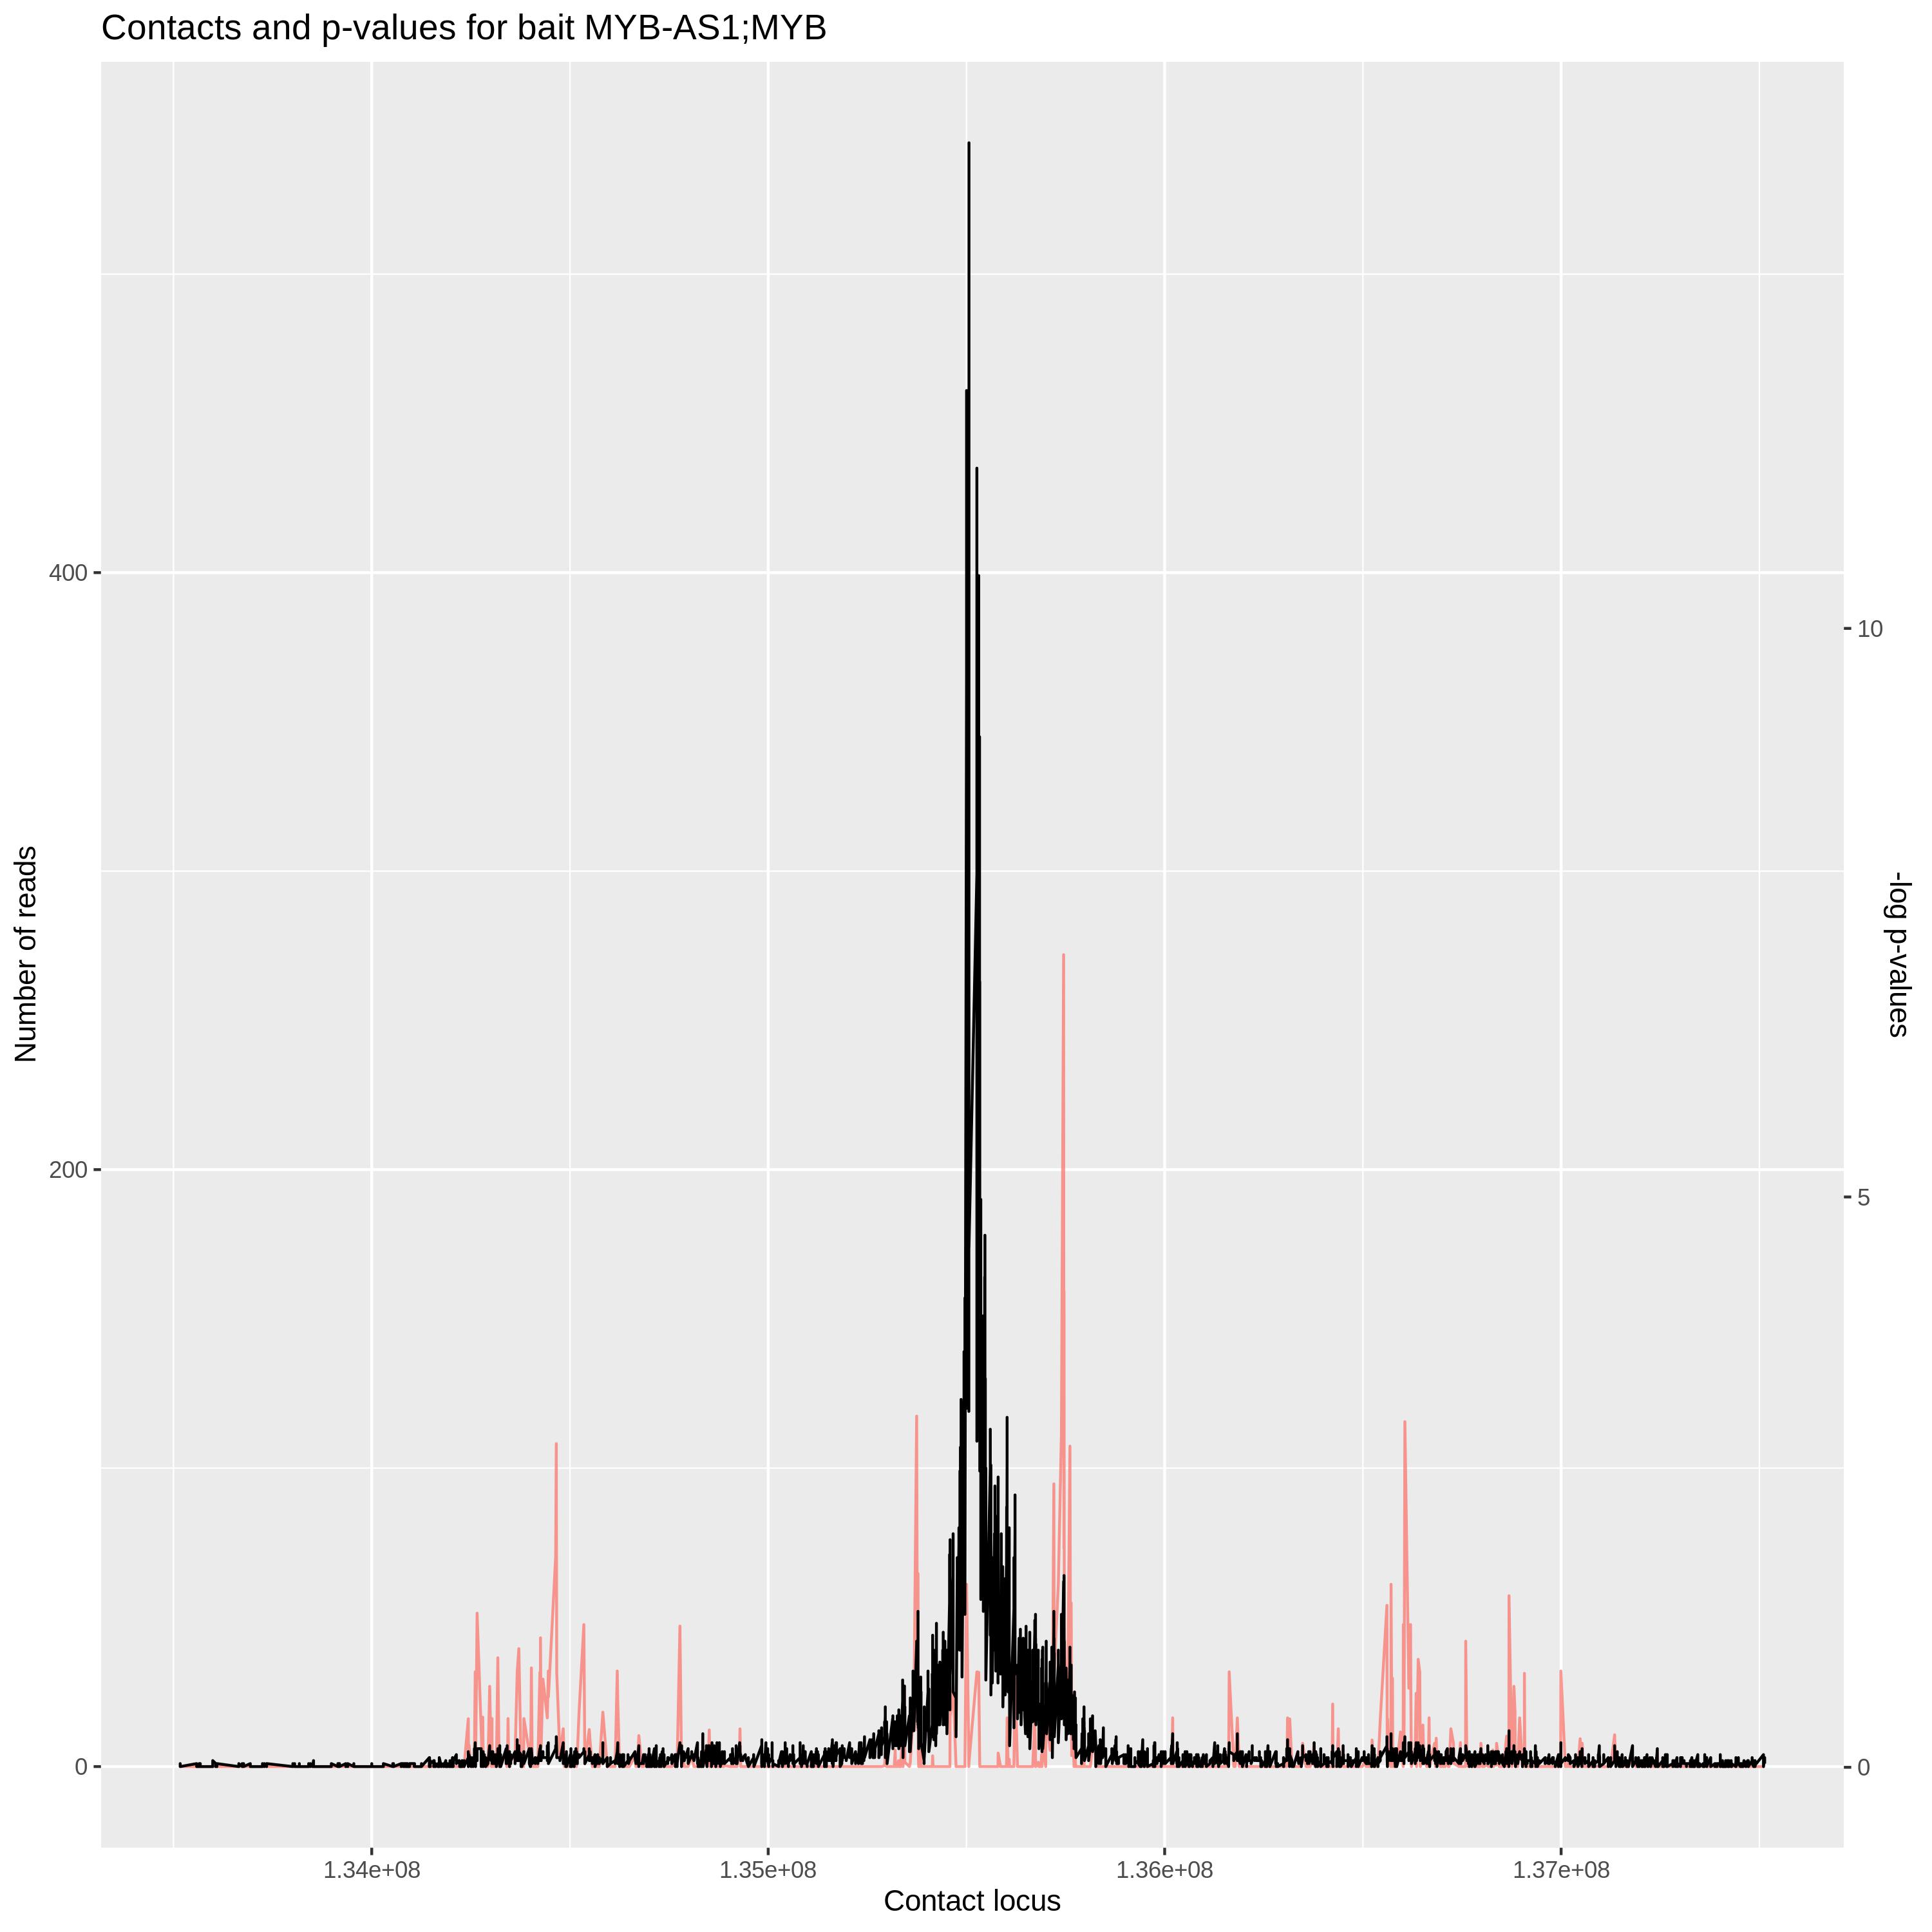 Contacts and p-values for bait MYB-AS1;MYB
Number of reads
400
200
0
-log p-values
10
5
0
1.34e+08
1.35e+08
1.36e+08
1.37e+08
Contact locus